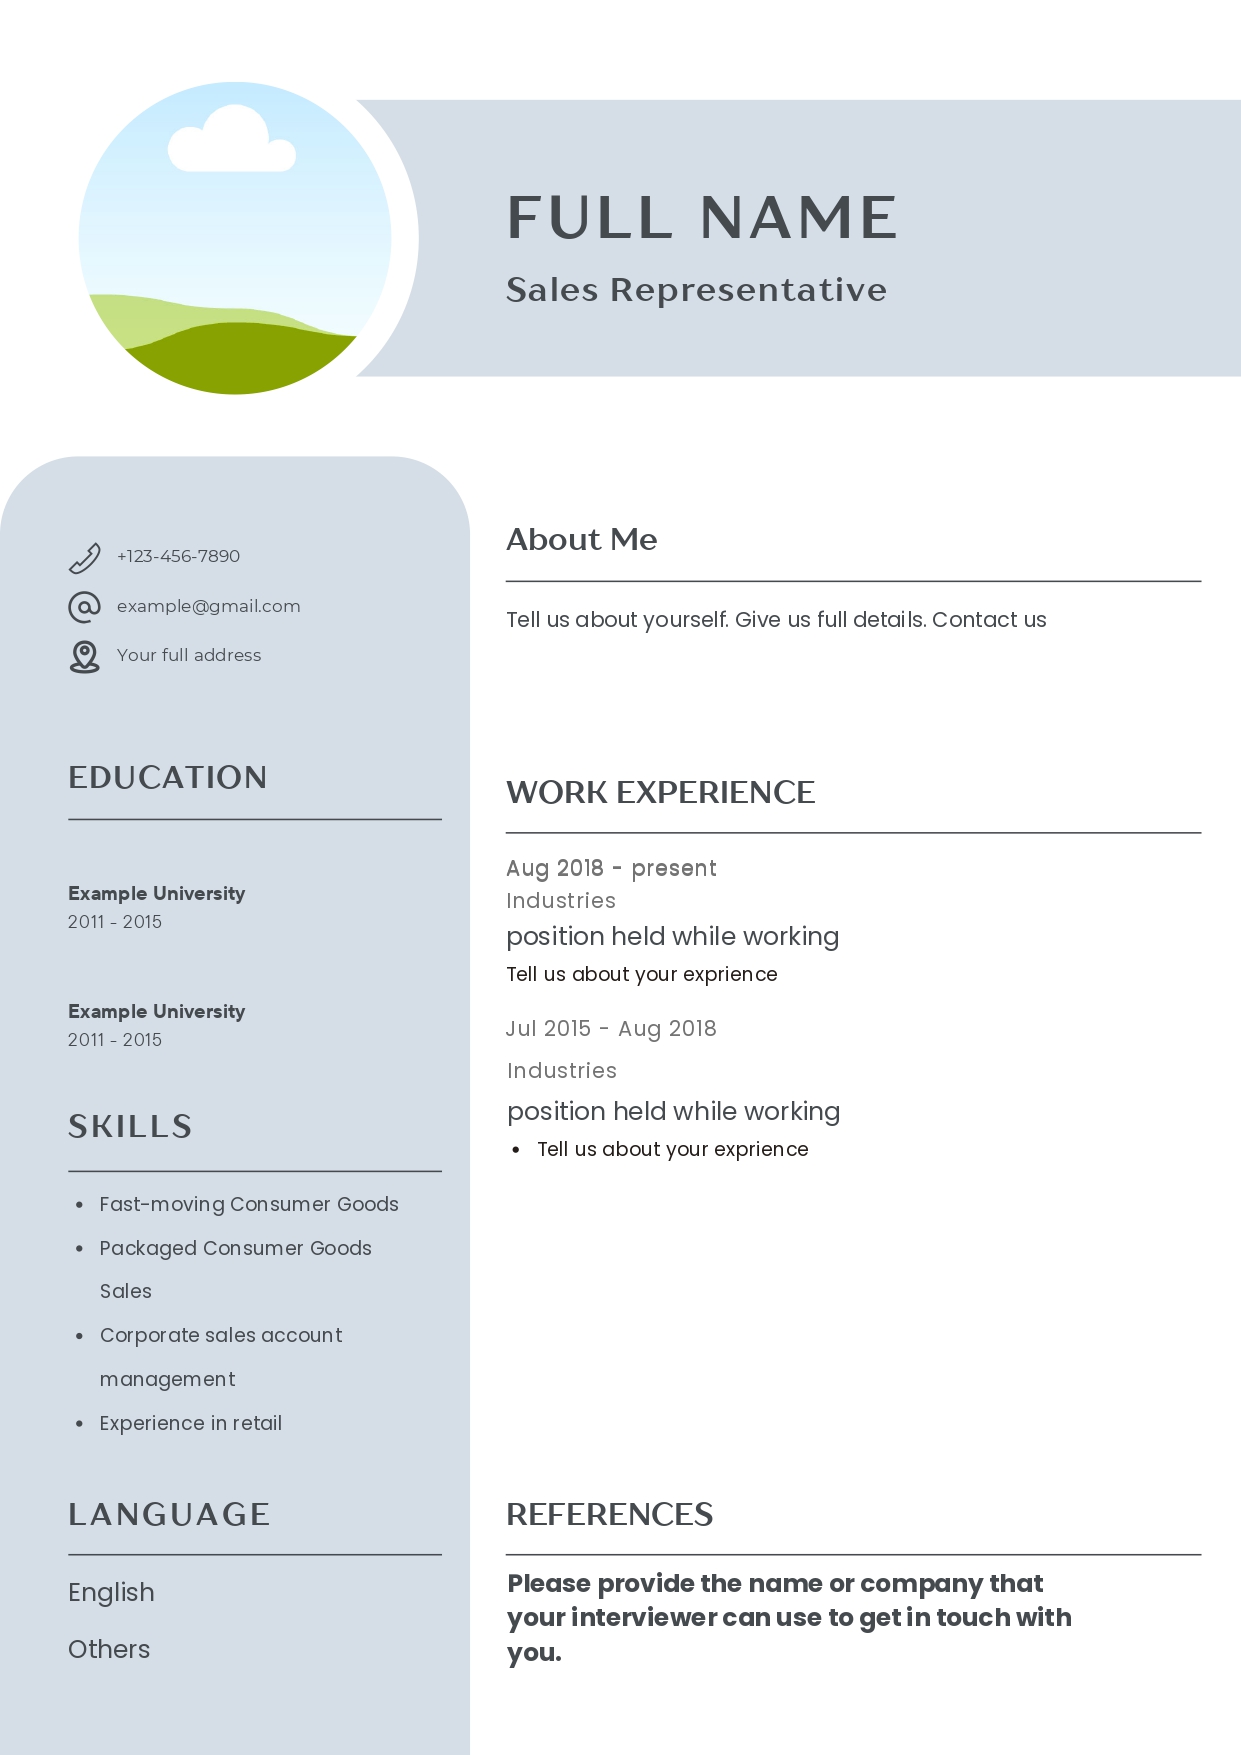 FULL NAME
Sales Representative
+123-456-7890
example@gmail.com
Your full address
EDUCATION
Example University
2011 - 2015
Example University
2011 - 2015
SKILLS
• Fast-moving Consumer Goods
• Packaged Consumer Goods
Sales
• Corporate sales account
management
• Experience in retail
LANGUAGE
English
Others
About Me
Tell us about yourself. Give us full details. Contact us
WORK EXPERIENCE
Aug 2018 - present
Industries
position held while working
Tell us about your exprience
Jul 2015 - Aug 2018
Industries
position held while working
• Tell us about your exprience
REFERENCES
Please provide the name or company that
your interviewer can use to get in touch with
you.